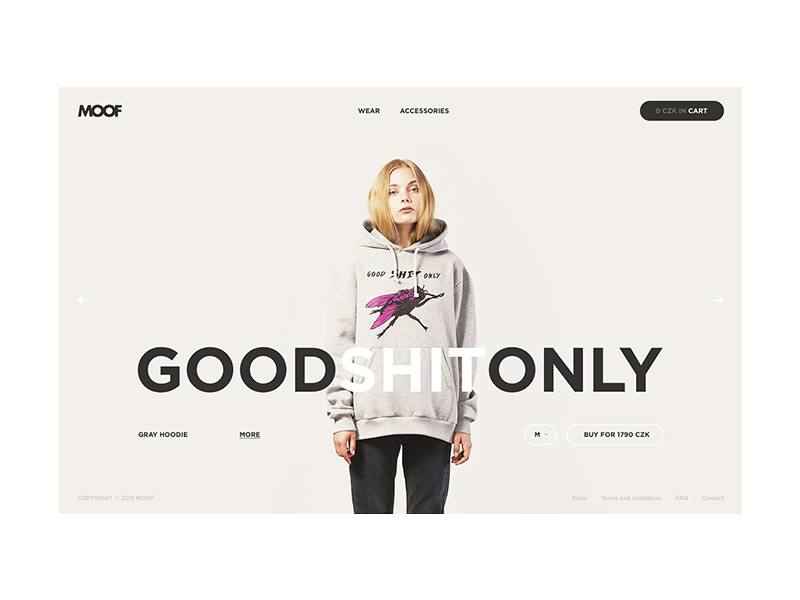 MOOF
WEAR ACCESSORIES
0 CZK IN CART
GOOD SHIT ONLY
GOODSHITONLY
GRAY HOODIE MORE
M BUY FOR 1790 CZK
COPYRIGHT © 2015 MOOF
Sizes Terms and conditions FAQ Contact